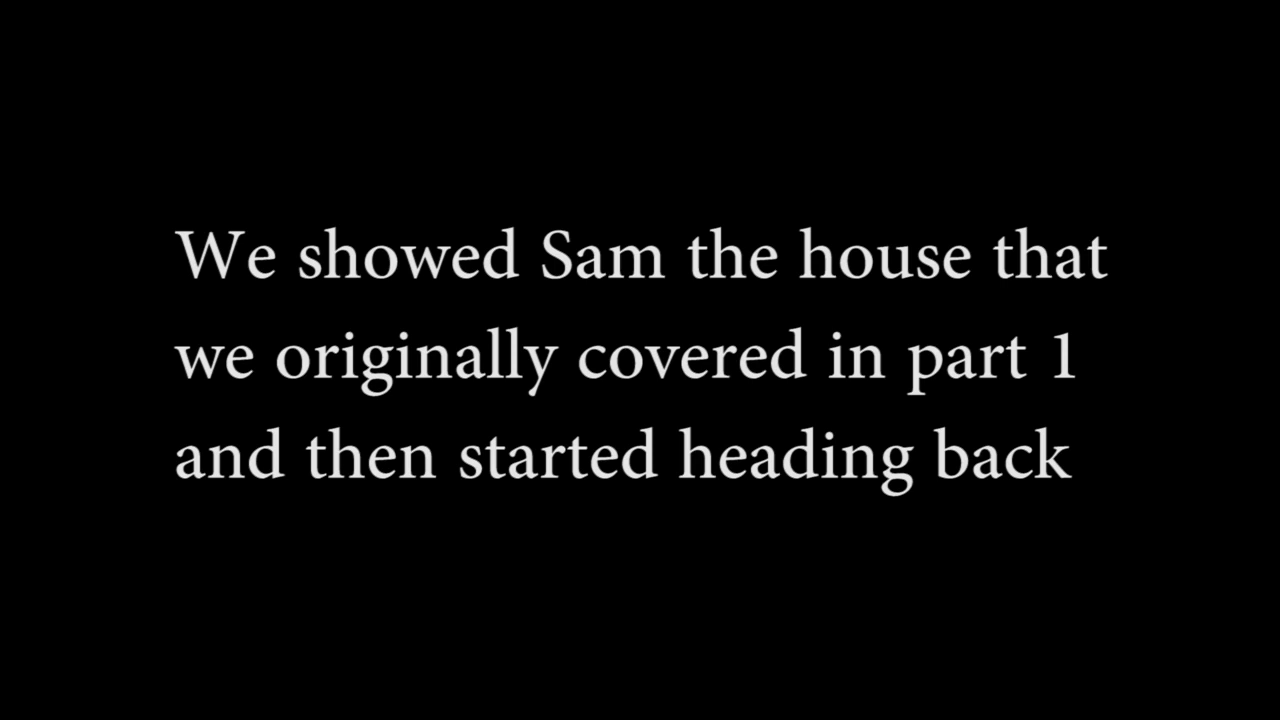 We showed Sam the house that
we originally covered in part 1
and then started heading back